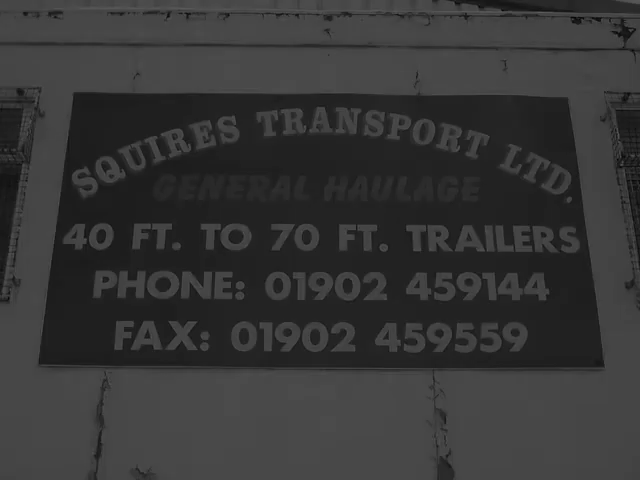 SQUIRES TRANSPORT LTD.
GENERAL HAULAGE
40 FT. TO 70 FT. TRAILERS
PHONE: 01902 459144
FAX: 01902 459559